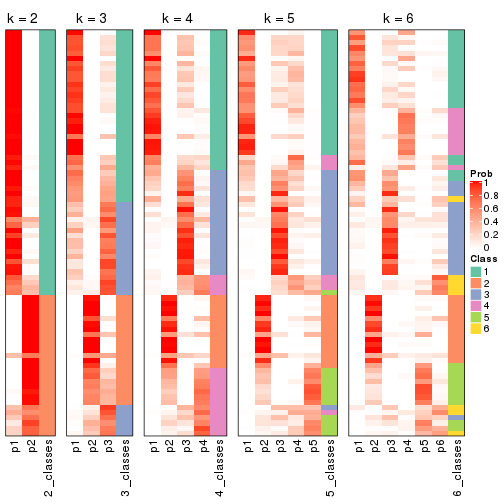 k = 2
k = 3
k = 4
k = 5
k = 6
p1
p2
2_classes
p1
p2
p3
3_classes
p1
p2
p3
p4
4_classes
p1
p2
p3
p4
p5
5_classes
p1
p2
p3
p4
p5
p6
6_classes
Prob
1
0.8
0.6
0.4
0.2
0
Class
1
2
3
4
5
6